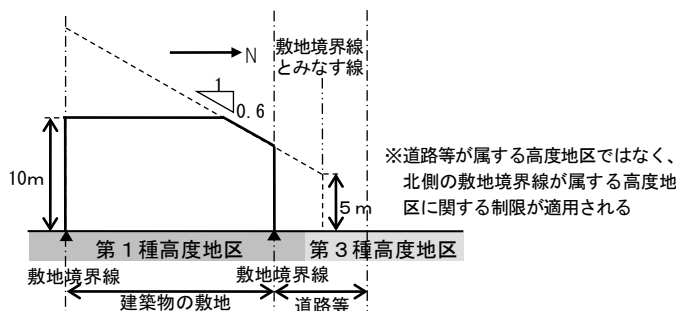 敷地境界線
とみなす線
N
1
0.6
10m
5m
※道路等が属する高度地区ではなく、
北側の敷地境界線が属する高度地
区に関する制限が適用される
第1種高度地区
第3種高度地区
敷地境界線
敷地境界線
建築物の敷地
道路等